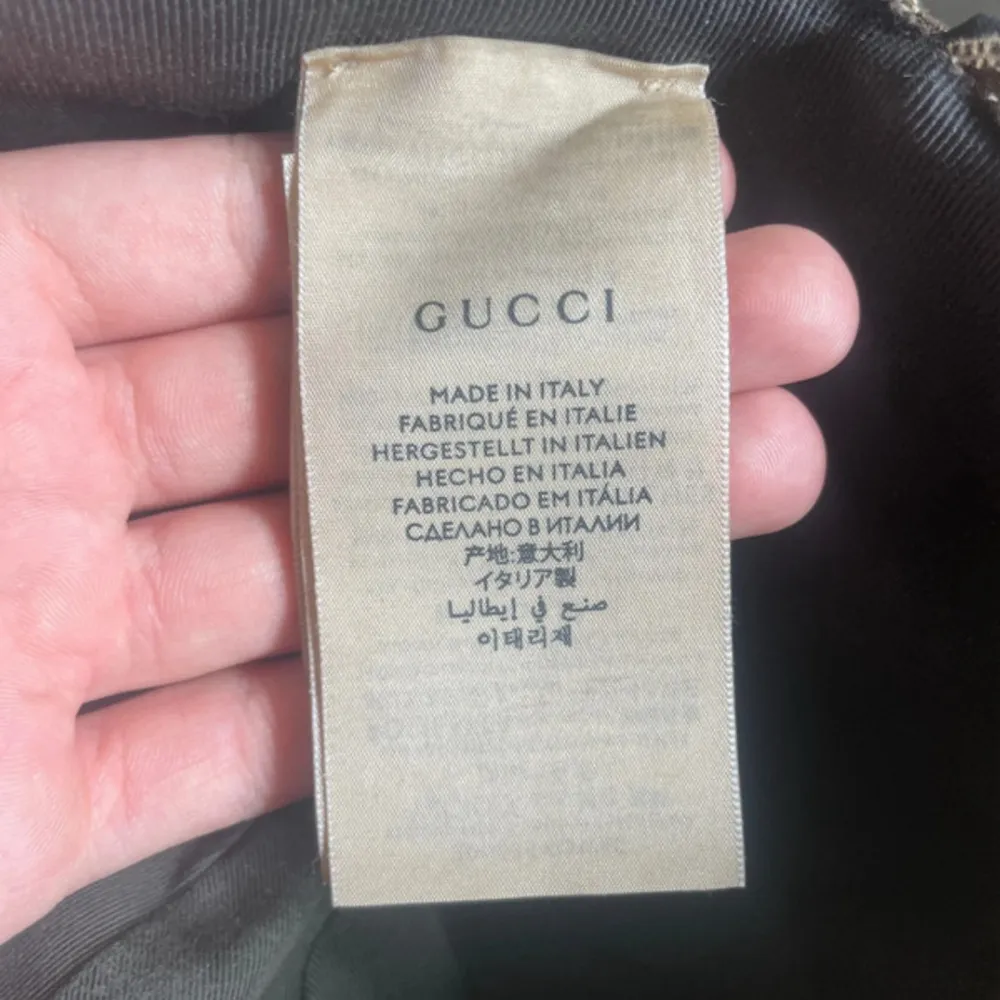 GUCCI
MADE IN ITALY
FABRIQUÉ EN ITALIE
HERGESTELLT IN ITALIEN
HECHO EN ITALIA
FABRICADO EM ITÁLIA
СДЕЛАНО В ИТАЛИИ
产地:意大利
イタリア製
صنع في إيطاليا
이태리제